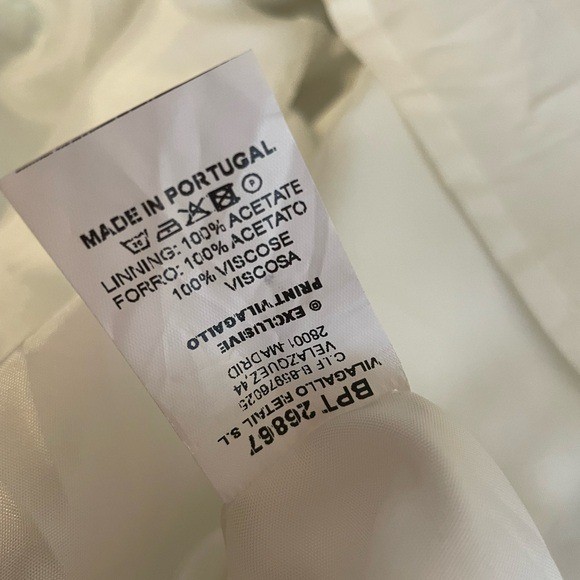 MADE IN PORTUGAL
30 P
LINNING: 100% ACETATE
FORRO: 100% ACETATO
100% VISCOSE
VISCOSA
BPT 26867
VILAGALLO RETAIL S.L
C.I.F B-85976025
VELAZQUEZ 44
28001-MADRID
© EXCLUSIVE
PRINT VILAGALLO